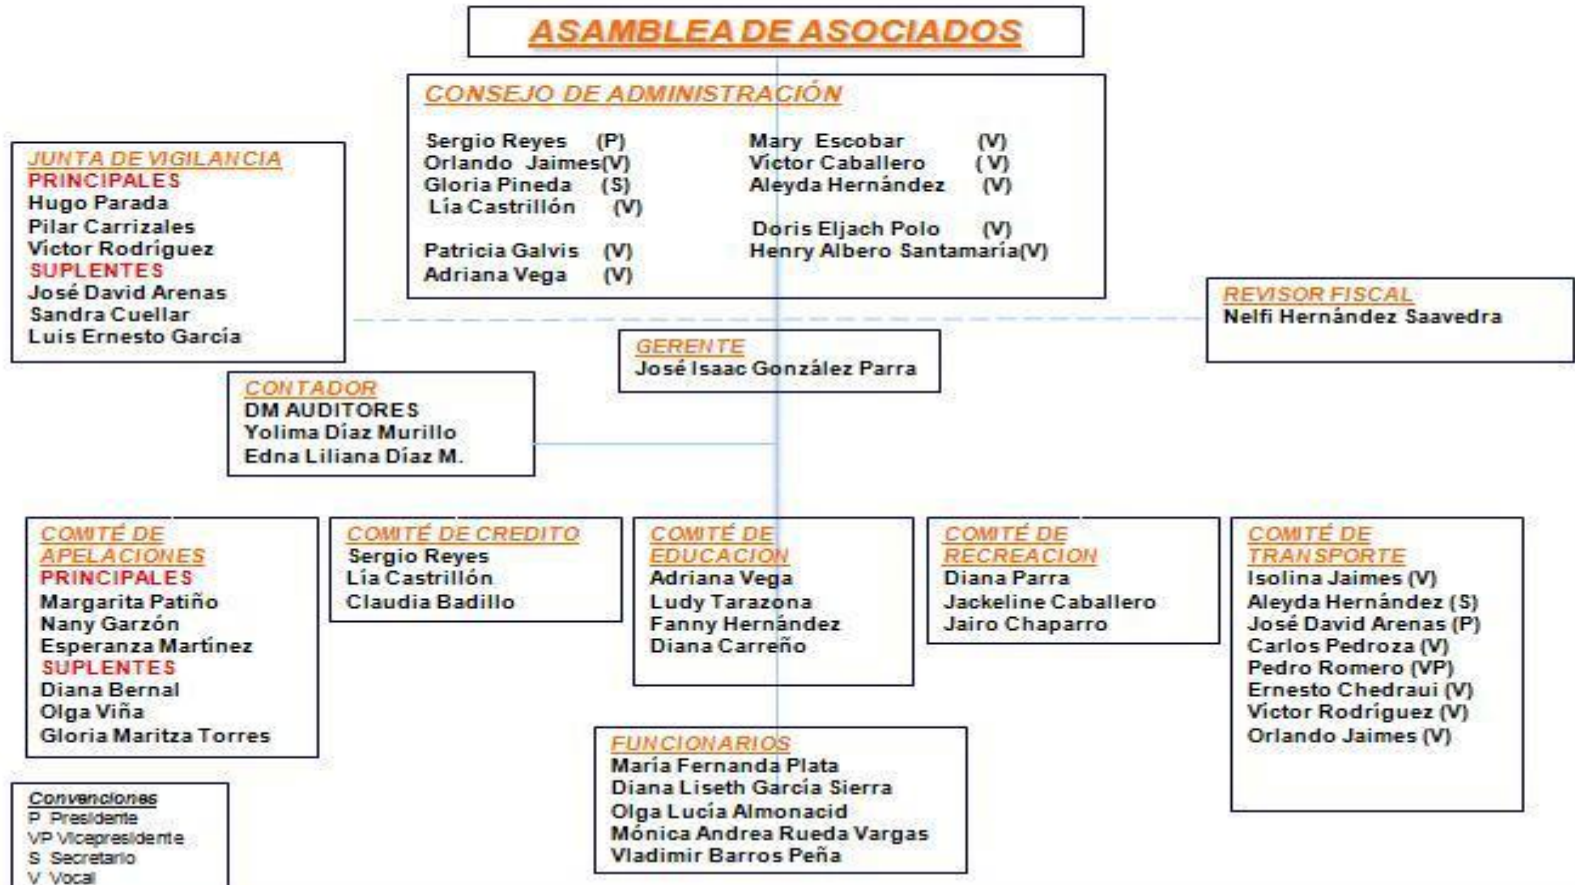 ASAMBLEA DE ASOCIADOS
CONSEJO DE ADMINISTRACIÓN
Sergio Reyes (P)
Orlando Jaimes(V)
Gloria Pineda (S)
Lía Castrillón (V)
Patricia Galvis (V)
Adriana Vega (V)
Mary Escobar (V)
Víctor Caballero ( V)
Aleyda Hernández (V)
Doris Eljach Polo (V)
Henry Albero Santamaría(V)
JUNTA DE VIGILANCIA
PRINCIPALES
Hugo Parada
Pilar Carrizales
Víctor Rodríguez
SUPLENTES
José David Arenas
Sandra Cuellar
Luis Ernesto García
REVISOR FISCAL
Nelfi Hernández Saavedra
GERENTE
José Isaac González Parra
CONTADOR
DM AUDITORES
Yolima Díaz Murillo
Edna Liliana Díaz M.
COMITÉ DE
APELACIONES
PRINCIPALES
Margarita Patiño
Nany Garzón
Esperanza Martínez
SUPLENTES
Diana Bernal
Olga Viña
Gloria Maritza Torres
COMITÉ DE CREDITO
Sergio Reyes
Lía Castrillón
Claudia Badillo
COMITÉ DE
EDUCACION
Adriana Vega
Ludy Tarazona
Fanny Hernández
Diana Carreño
COMITÉ DE
RECREACION
Diana Parra
Jackeline Caballero
Jairo Chaparro
COMITÉ DE
TRANSPORTE
Isolina Jaimes (V)
Aleyda Hernández (S)
José David Arenas (P)
Carlos Pedroza (V)
Pedro Romero (VP)
Ernesto Chedraui (V)
Víctor Rodríguez (V)
Orlando Jaimes (V)
FUNCIONARIOS
María Fernanda Plata
Diana Liseth García Sierra
Olga Lucía Almonacid
Mónica Andrea Rueda Vargas
Vladimir Barros Peña
Convenciones
P Presidente
VP Vicepresidente
S Secretario
V Vocal